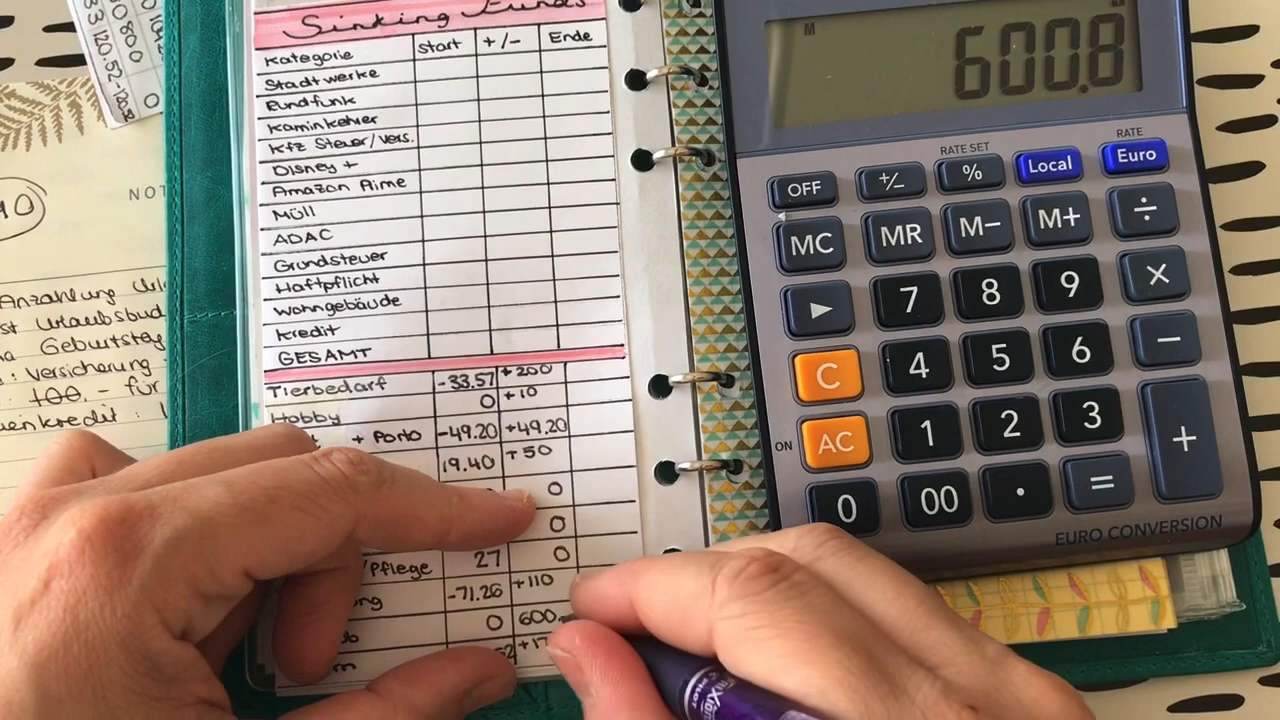 Sinking Funds
Kategorie start +/- Ende
Stadtwerke
Rundfunk
Kaminkehrer
Kfz Steuer/Vers.
Disney +
Amazon Prime
Müll
ADAC
Grundsteuer
Haftpflicht
Wohngebäude
Kredit
GESAMT
Tierbedarf -33.57 +200
Hobby 0 +10
+ Porto -49.20 +49.20
19.40 +50
0
0
/Pflege 27 0
-71.26 +110
0 600.-
NOT
Anzahlung
Geburtstag
: Versicherung
: 100.- für
M 600.8
RATE SET RATE
OFF +/- % Local Euro
MC MR M- M+ ÷
► 7 8 9 ×
C 4 5 6 −
ON AC 1 2 3 +
0 00 · =
EURO CONVERSION
FriXion
PILOT